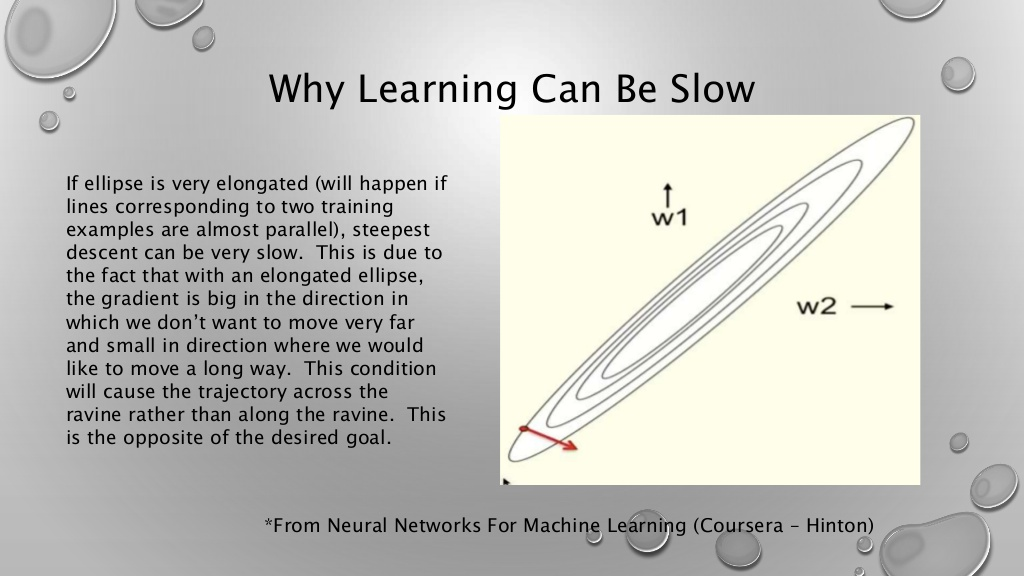 Why Learning Can Be Slow
If ellipse is very elongated (will happen if
lines corresponding to two training
examples are almost parallel), steepest
descent can be very slow.  This is due to
the fact that with an elongated ellipse,
the gradient is big in the direction in
which we don’t want to move very far
and small in direction where we would
like to move a long way.  This condition
will cause the trajectory across the
ravine rather than along the ravine.  This
is the opposite of the desired goal.
w1
w2
*From Neural Networks For Machine Learning (Coursera – Hinton)